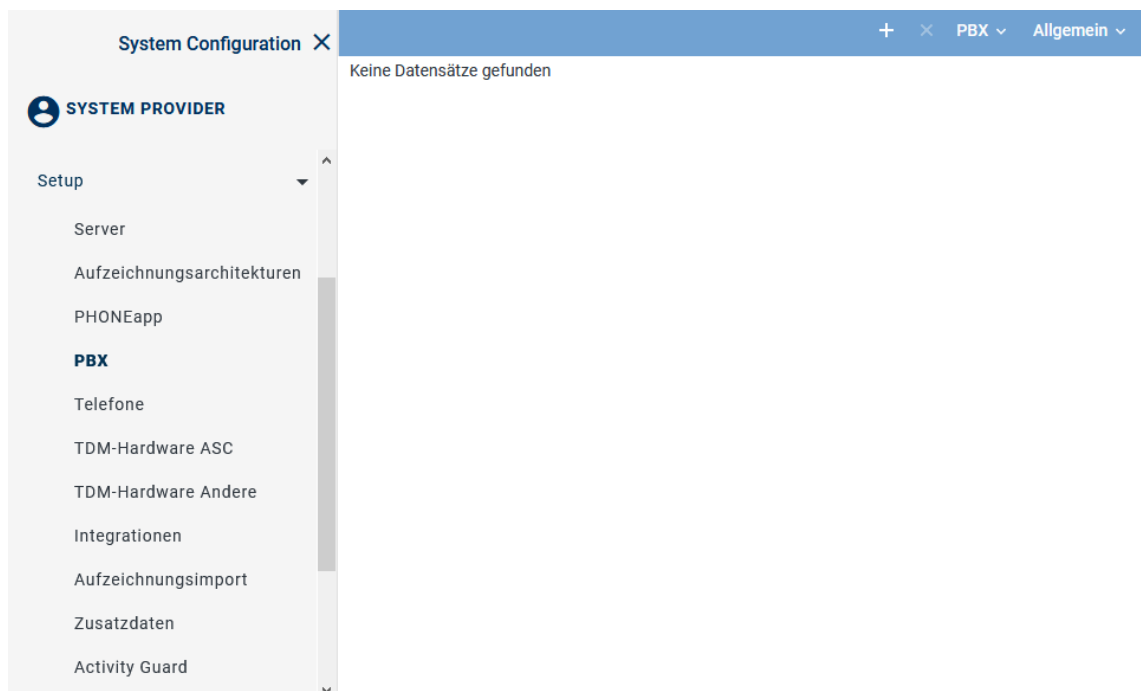 System Configuration
PBX Allgemein
Keine Datensätze gefunden
SYSTEM PROVIDER
Setup
Server
Aufzeichnungsarchitekturen
PHONEapp
PBX
Telefone
TDM-Hardware ASC
TDM-Hardware Andere
Integrationen
Aufzeichnungsimport
Zusatzdaten
Activity Guard